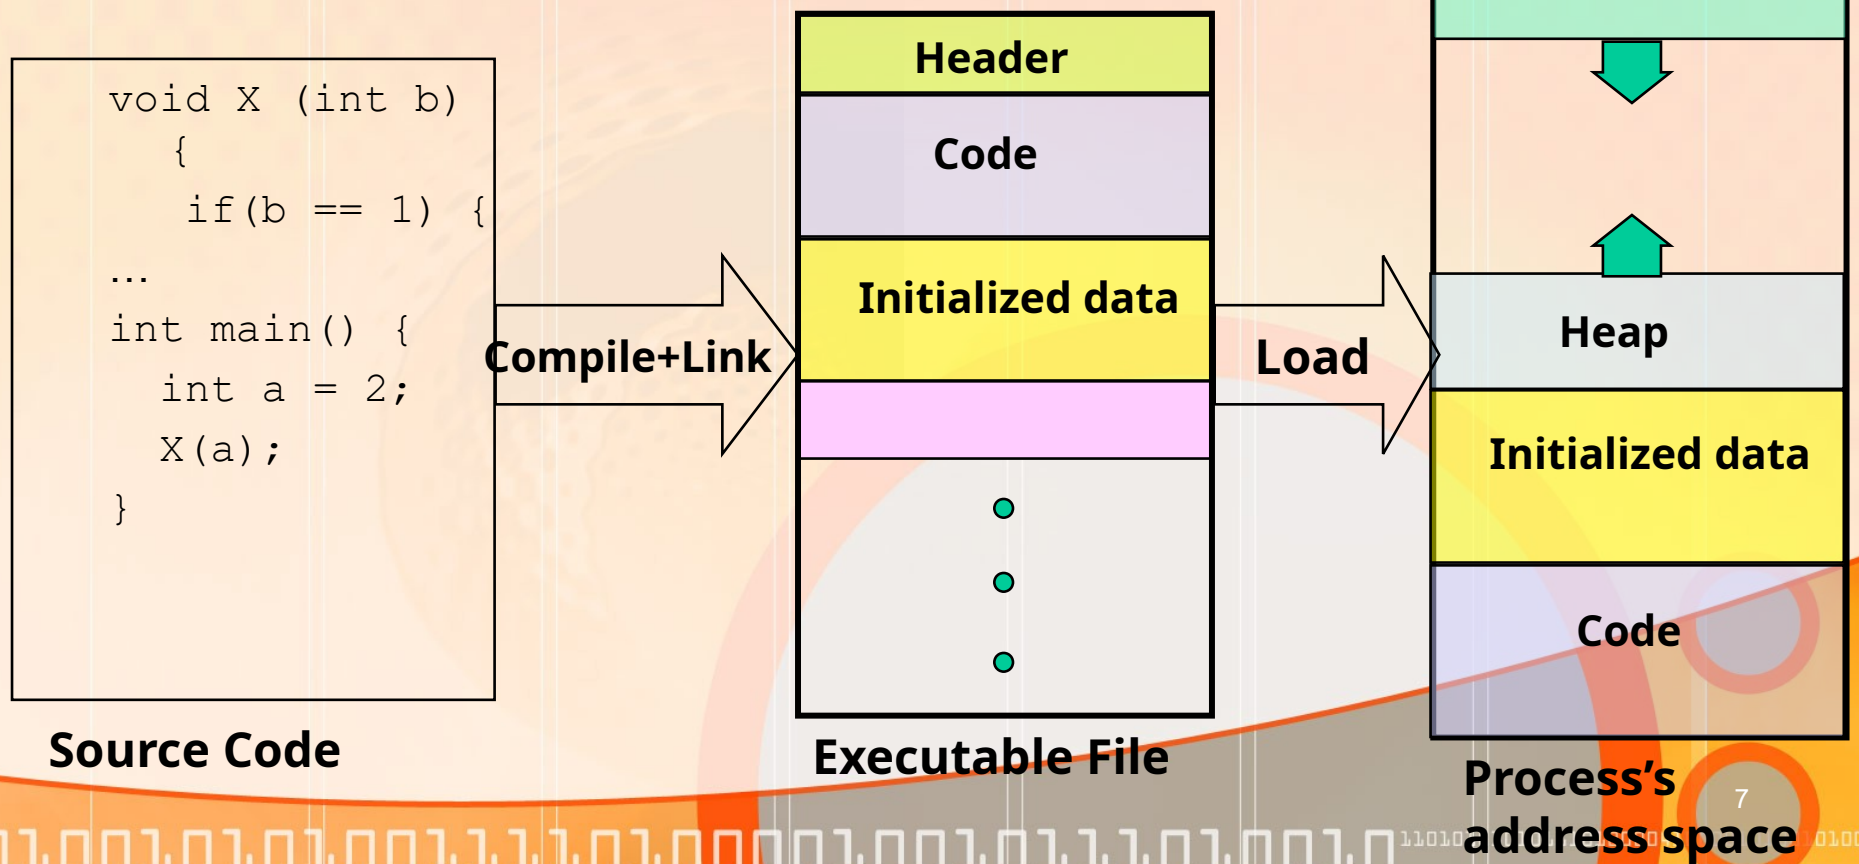 void X (int b)
{
if(b == 1) {
…
int main() {
int a = 2;
X(a);
}
Source Code
Compile+Link
Header
Code
Initialized data
Executable File
Load
Heap
Initialized data
Code
Process’s
address space
7